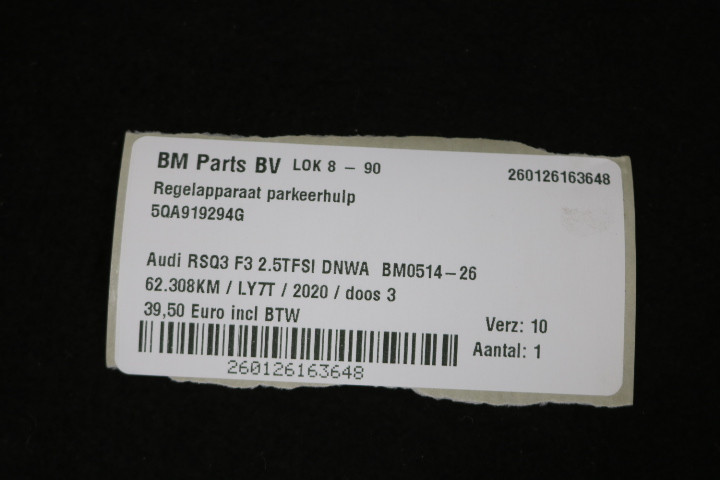 BM Parts BV LOK 8 – 90 260126163648
Regelapparaat parkeerhulp
5QA919294G
Audi RSQ3 F3 2.5TFSI DNWA BM0514–26
62.308KM / LY7T / 2020 / doos 3
39,50 Euro incl BTW
Verz: 10
Aantal: 1
260126163648